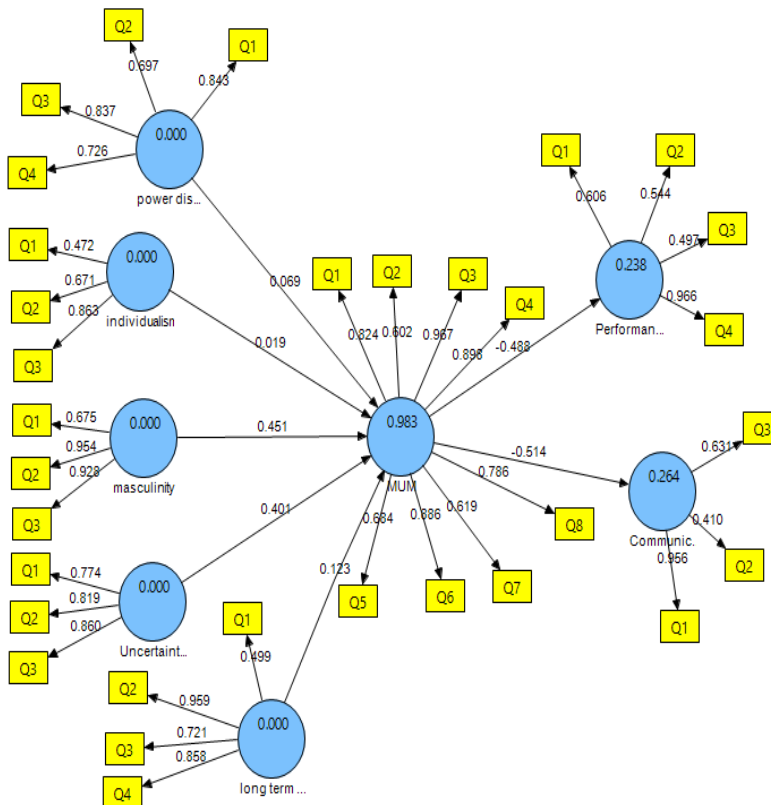 Q2
Q1
0.697
0.843
Q3
0.837
0.000
Q4
0.726
power dis...
Q1
Q2
0.606
0.544
Q3
0.497
0.238
0.966
Q4
Performan...
Q1
0.472
0.000
Q2
0.671
0.863
individualism
Q3
0.069
0.019
Q1
Q2
Q3
Q4
0.824
0.602
0.967
0.898
-0.488
Q1
0.675
0.000
Q2
0.954
0.928
masculinity
Q3
0.451
0.983
MUM
-0.514
0.786
Q8
0.619
0.886
0.684
Q5
Q6
Q7
Q3
0.631
0.264
Communic.
0.410
Q2
0.956
Q1
Q1
0.774
0.000
Q2
0.819
0.860
Uncertaint...
Q3
0.401
0.123
Q1
0.499
Q2
0.959
0.000
0.721
Q3
0.858
Q4
long term ...